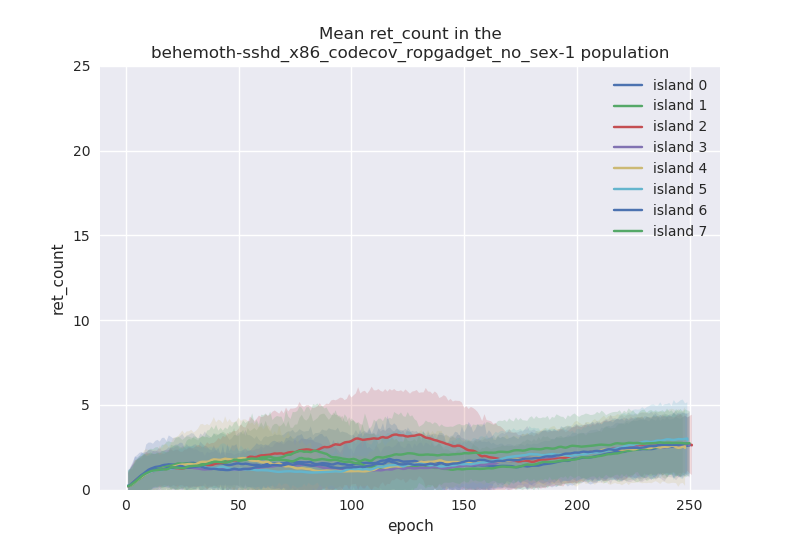 Mean ret_count in the
behemoth-sshd_x86_codecov_ropgadget_no_sex-1 population
25
20
15
10
5
0
ret_count
island 0
island 1
island 2
island 3
island 4
island 5
island 6
island 7
0 50 100 150 200 250
epoch